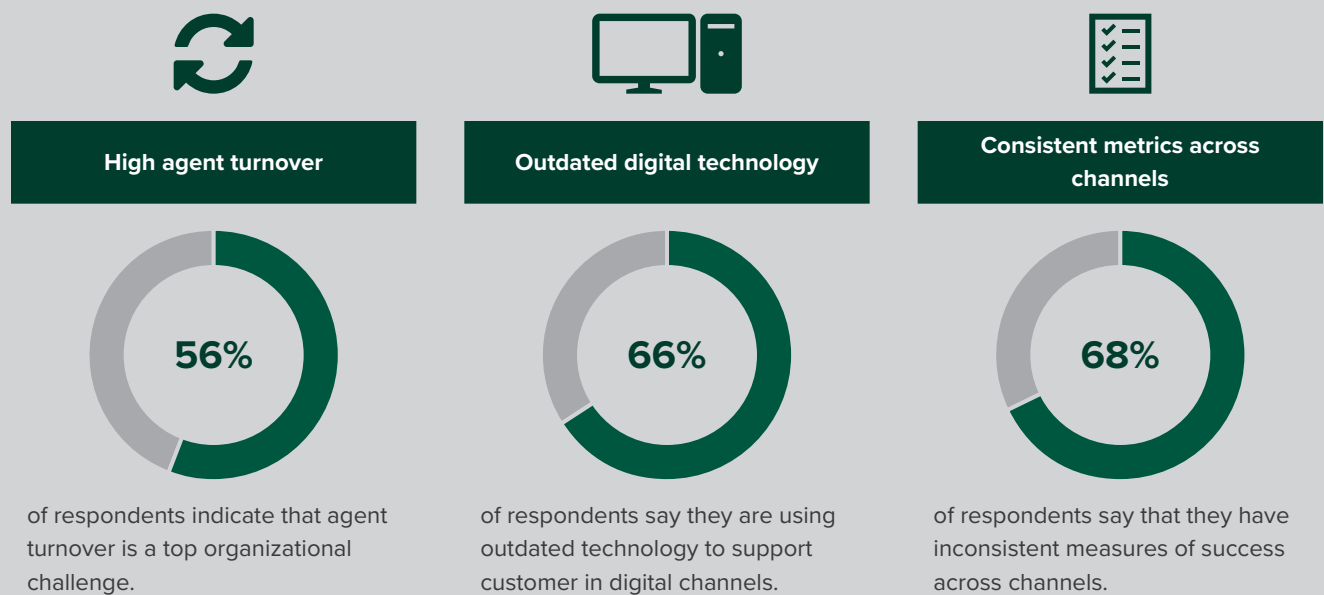 High agent turnover
56%
of respondents indicate that agent
turnover is a top organizational
challenge.
Outdated digital technology
66%
of respondents say they are using
outdated technology to support
customer in digital channels.
Consistent metrics across
channels
68%
of respondents say that they have
inconsistent measures of success
across channels.